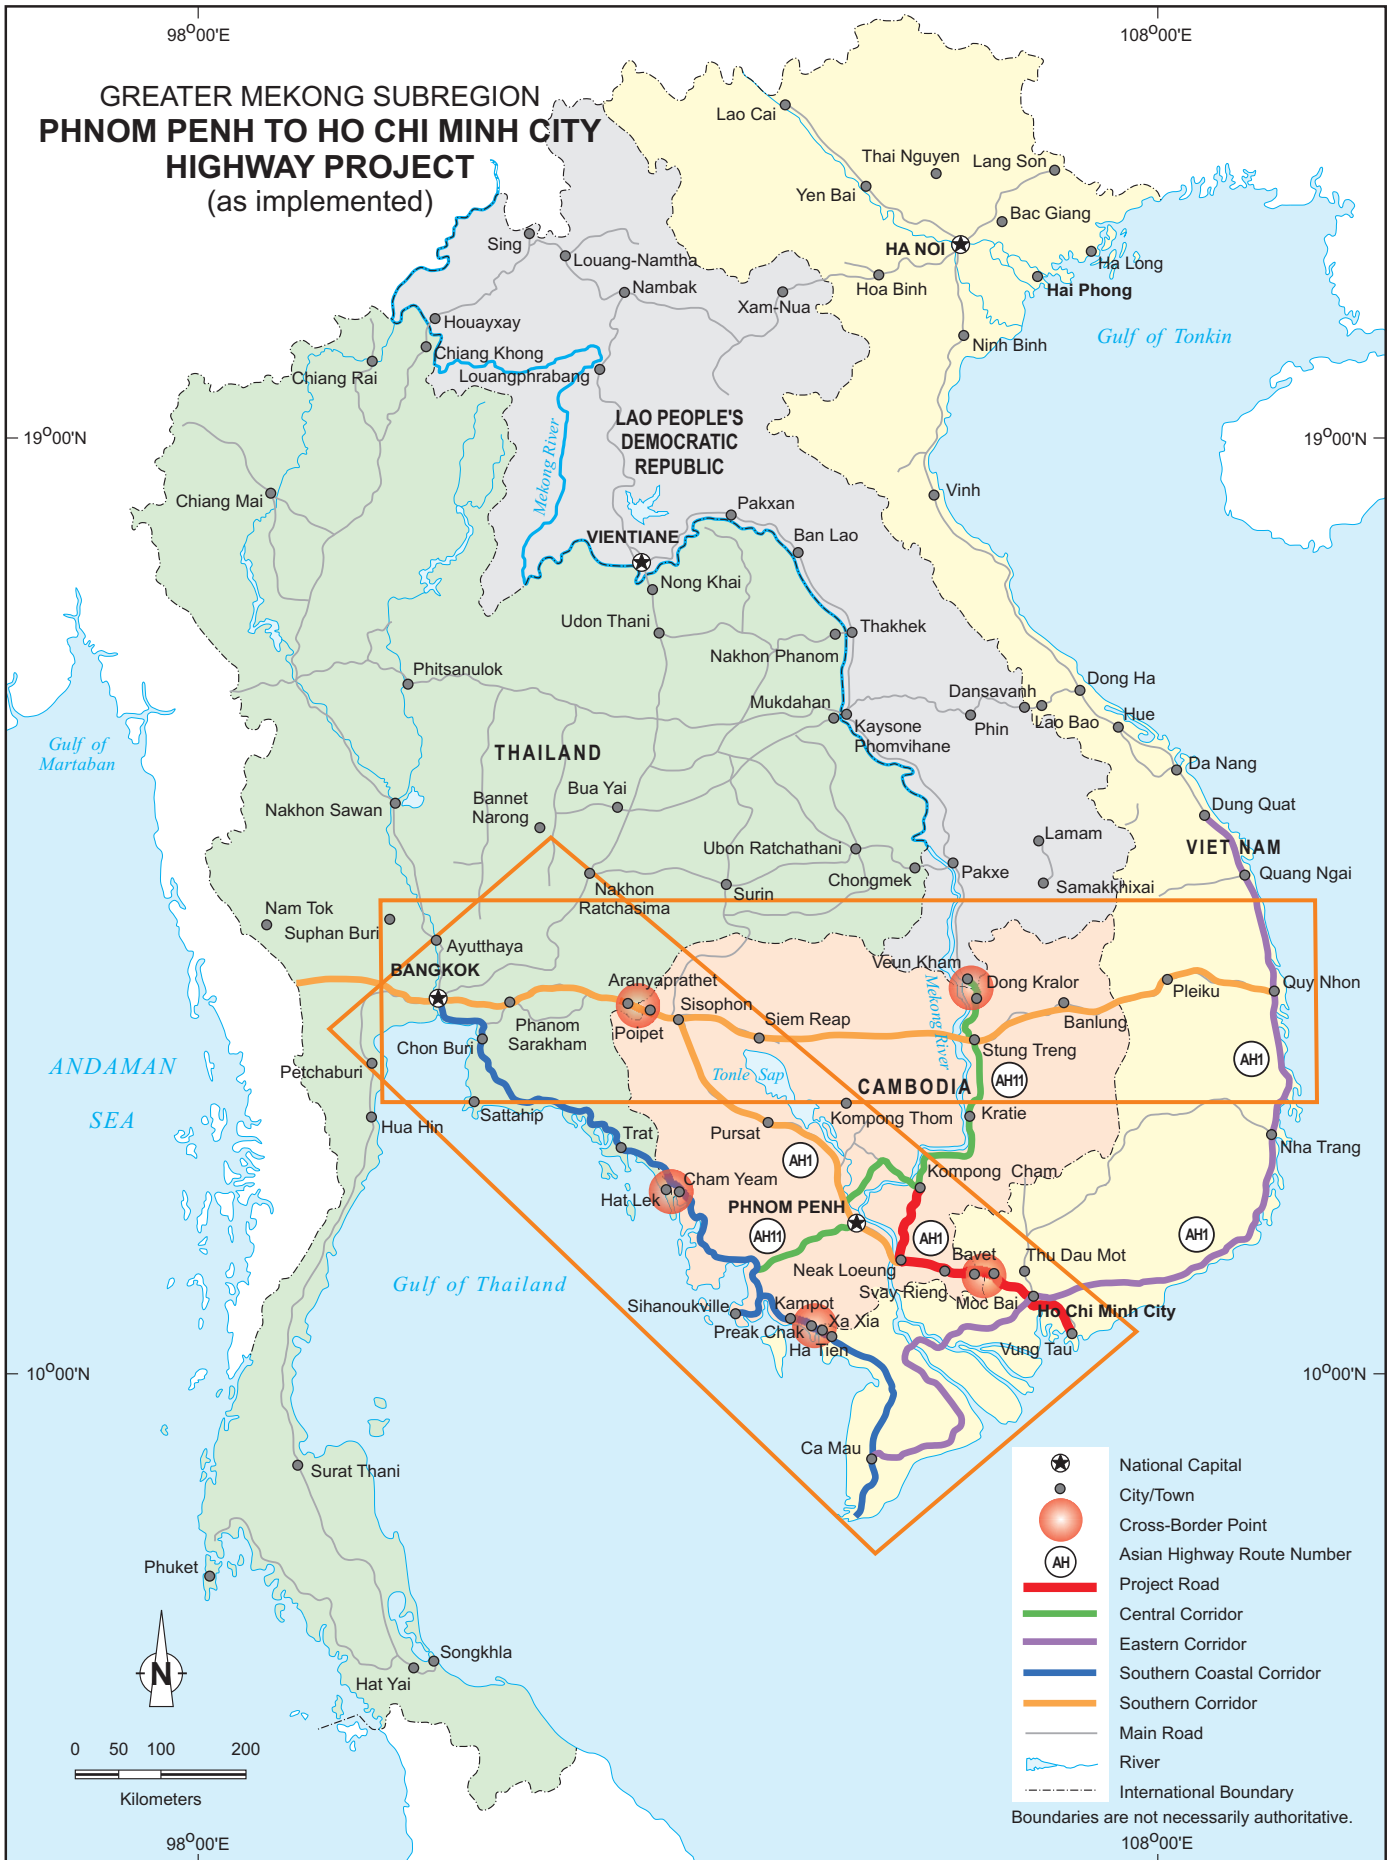 98°00'E
108°00'E
GREATER MEKONG SUBREGION
PHNOM PENH TO HO CHI MINH CITY
HIGHWAY PROJECT
(as implemented)
Lao Cai
Thai Nguyen
Lang Son
Yen Bai
Bac Giang
HA NOI
Sing
Louang-Namtha
Ha Long
Hoa Binh
Hai Phong
Nambak
Xam-Nua
Houayxay
Gulf of Tonkin
Ninh Binh
Chiang Khong
Chiang Rai
Louangphrabang
LAO PEOPLE'S
DEMOCRATIC
REPUBLIC
19°00'N
19°00'N
Mekong River
Chiang Mai
Vinh
Pakxan
VIENTIANE
Ban Lao
Nong Khai
Udon Thani
Thakhek
Nakhon Phanom
Phitsanulok
Dong Ha
Dansavanh
Mukdahan
Lao Bao
Hue
Phin
Kaysone
Phomvihane
Gulf of
Martaban
THAILAND
Da Nang
Bua Yai
Bannet
Narong
Nakhon Sawan
Dung Quat
Lamam
VIET NAM
Ubon Ratchathani
Chongmek
Pakxe
Quang Ngai
Samakkhixai
Nakhon
Ratchasima
Surin
Nam Tok
Suphan Buri
Ayutthaya
BANGKOK
Veun Kham
Aranyaprathet
Dong Kralor
Sisophon
Mekong River
Pleiku
Quy Nhon
Phanom
Sarakham
Poipet
Siem Reap
Banlung
Chon Buri
Stung Treng
ANDAMAN
SEA
Petchaburi
Tonle Sap
CAMBODIA
AH11
AH1
Sattahip
Kompong Thom
Kratie
Hua Hin
Pursat
Trat
Nha Trang
AH1
Kompong Cham
Cham Yeam
Hat Lek
PHNOM PENH
AH11
AH1
AH1
Bavet
Thu Dau Mot
Neak Loeung
Gulf of Thailand
Svay Rieng
Moc Bai
Sihanoukville
Kampot
Ho Chi Minh City
Xa Xia
Preak Chak
Ha Tien
Vung Tau
10°00'N
10°00'N
Ca Mau
Surat Thani
National Capital
City/Town
Cross-Border Point
AH
Asian Highway Route Number
Phuket
Project Road
Central Corridor
Eastern Corridor
Songkhla
N
Southern Coastal Corridor
Hat Yai
Southern Corridor
Main Road
0 50 100 200
River
International Boundary
Kilometers
Boundaries are not necessarily authoritative.
98°00'E
108°00'E